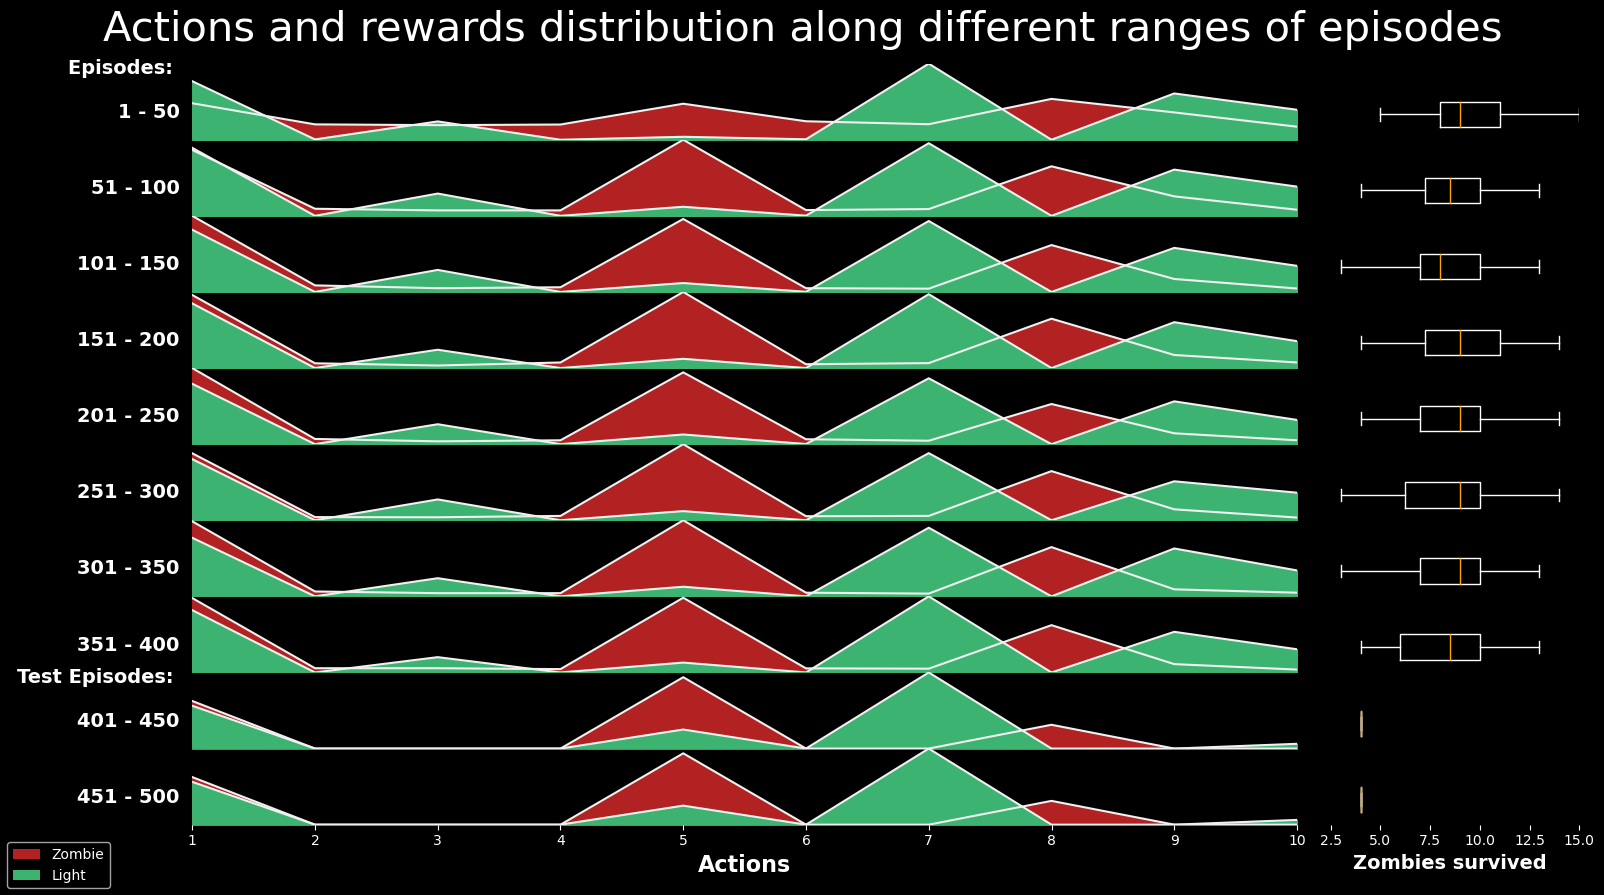 Actions and rewards distribution along different ranges of episodes
Episodes:
1 - 50
51 - 100
101 - 150
151 - 200
201 - 250
251 - 300
301 - 350
351 - 400
Test Episodes:
401 - 450
451 - 500
1 2 3 4 5 6 7 8 9 10 2.5 5.0 7.5 10.0 12.5 15.0
Actions
Zombies survived
Zombie
Light